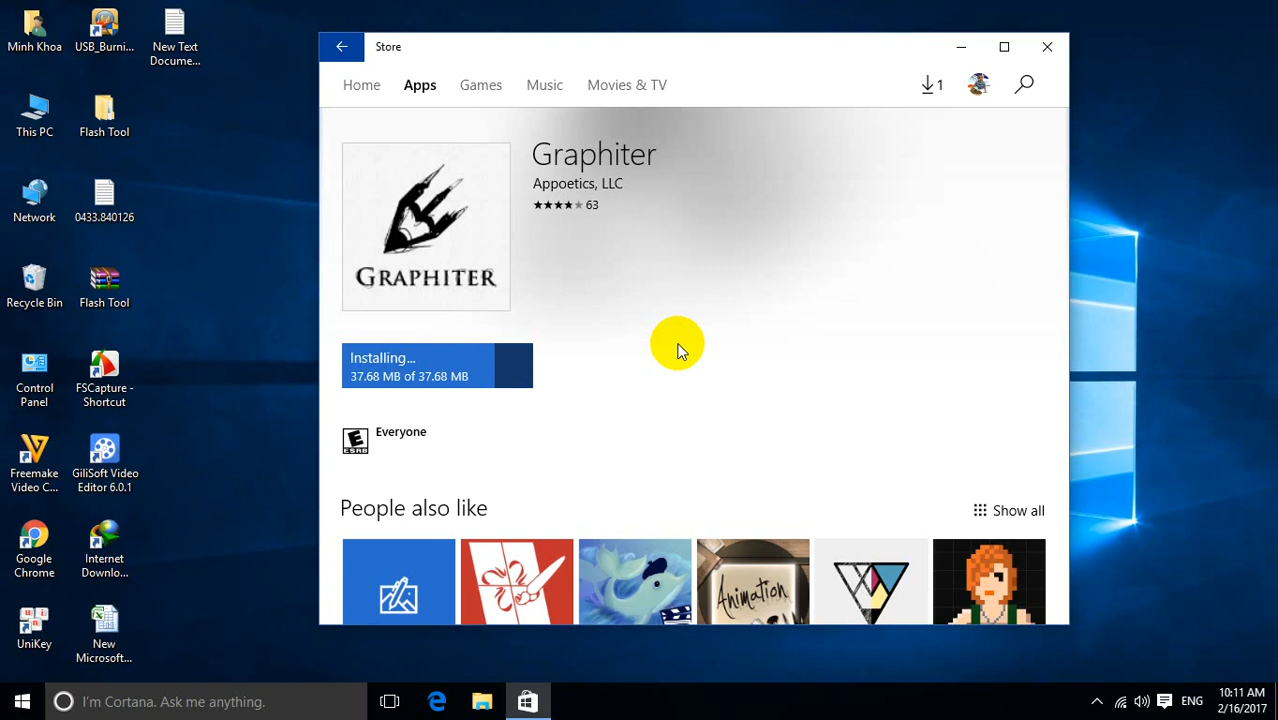 Minh Khoa
USB_Burni...
New Text
Docume...
This PC
Flash Tool
Network
0433.840126
Recycle Bin
Flash Tool
Control
Panel
FSCapture -
Shortcut
Freemake
Video C...
GiliSoft Video
Editor 6.0.1
Google
Chrome
Internet
Downlo...
UniKey
New
Microsoft...
Store
Home
Apps
Games
Music
Movies & TV
1
GRAPHITER
Graphiter
Appoetics, LLC
63
Installing...
37.68 MB of 37.68 MB
E
ESRB
Everyone
People also like
Show all
Animation
I'm Cortana. Ask me anything.
ENG
10:11 AM
2/16/2017